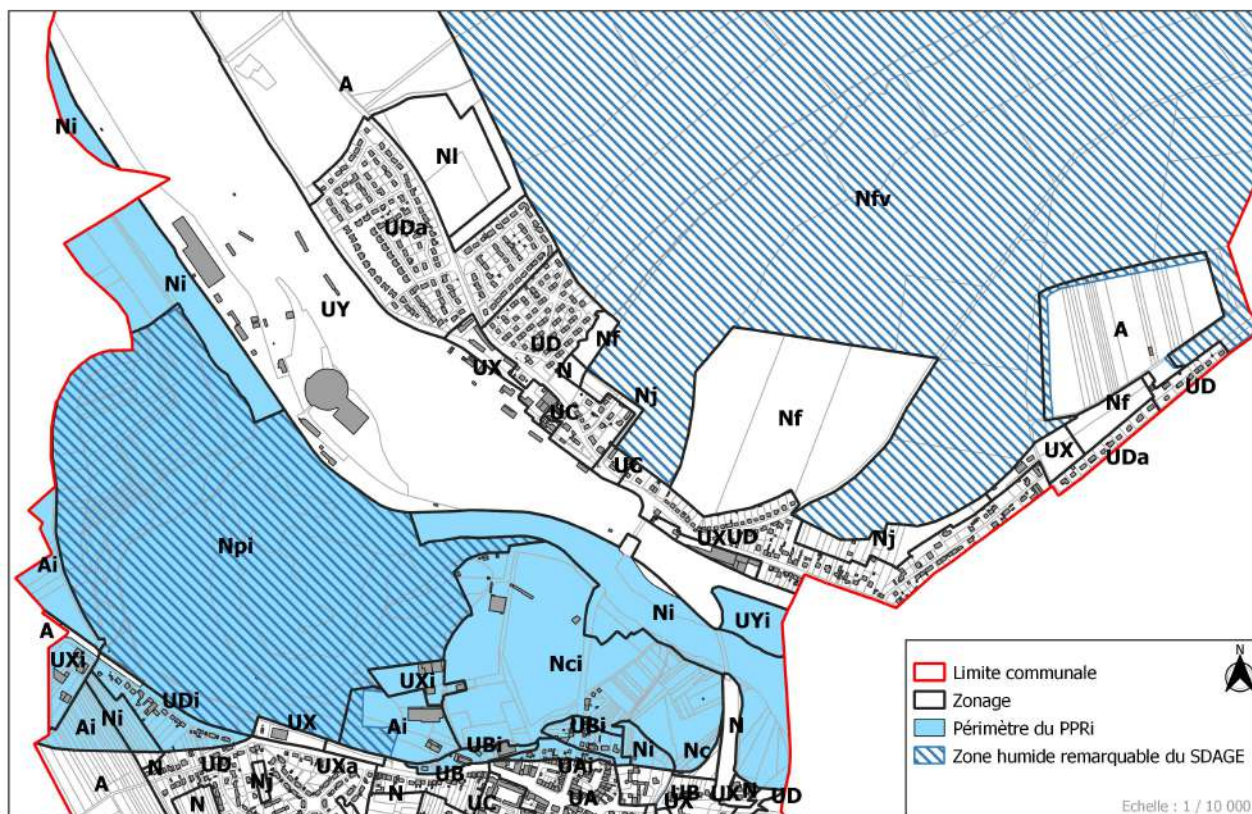 A
Ni
Nl
Nfv
UDa
Ni
UY
A
UD
Nf
UX
N
UD
Nj
Nf
UC
Nf
UX
UC
UDa
UXUD
Nj
Npi
Ai
Ni
UYi
A
Nci
UXi
UXi
UDi
Ni
UX
Ai
UBi
N
Ai
UBi
Ni
Nc
N
UD
UXa
UB
UAi
A
Nj
N
N
UC
UA
UB
UX
UX
N
UD
N
Limite communale
Zonage
Périmètre du PPRi
Zone humide remarquable du SDAGE
Echelle : 1 / 10 000